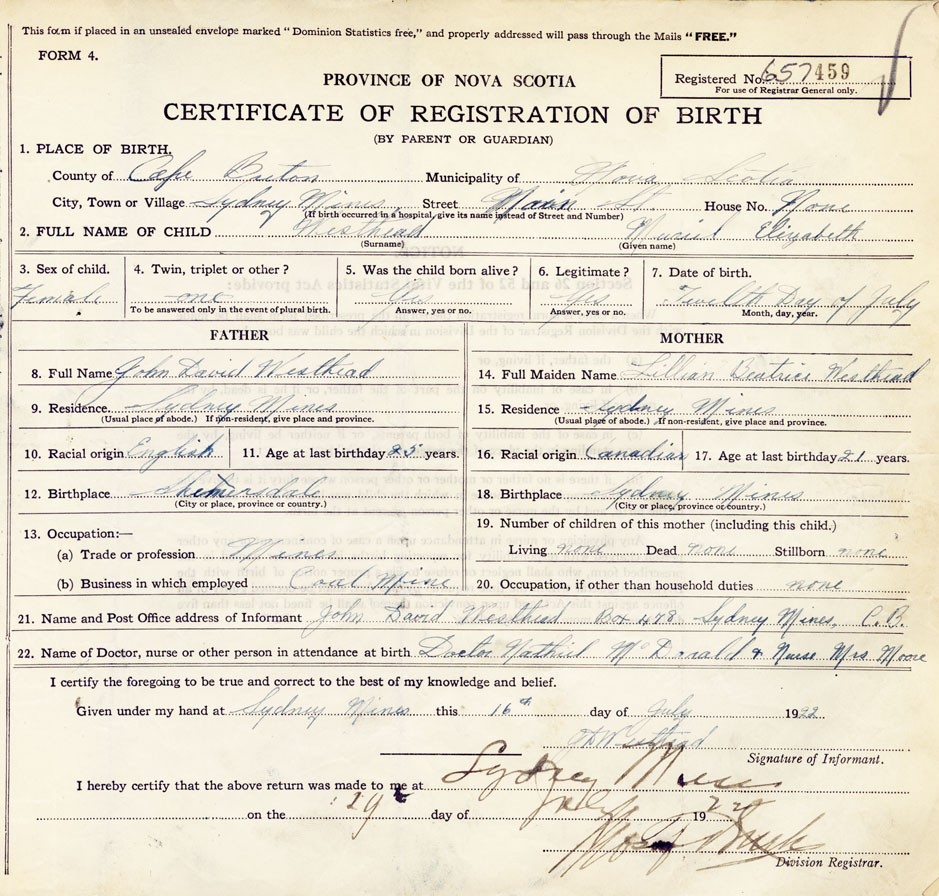 This form if placed in an unsealed envelope marked "Dominion Statistics free," and properly addressed will pass through the Mails "FREE."
FORM 4.
PROVINCE OF NOVA SCOTIA
Registered No. 657459
For use of Registrar General only.
CERTIFICATE OF REGISTRATION OF BIRTH
(BY PARENT OR GUARDIAN)
1. PLACE OF BIRTH,
County of Cape Breton Municipality of Nova Scotia
City, Town or Village Sydney Mines Street Main St House No. None
(If birth occurred in a hospital, give its name instead of Street and Number)
2. FULL NAME OF CHILD Westhead Muriel Elizabeth
(Surname) (Given name)
3. Sex of child. 4. Twin, triplet or other? 5. Was the child born alive? 6. Legitimate? 7. Date of birth.
Female one Yes Yes Twelfth Day of July
To be answered only in the event of plural birth. Answer, yes or no. Answer, yes or no. Month, day, year.
FATHER MOTHER
8. Full Name John David Westhead 14. Full Maiden Name Lillian Beatrice Westhead
9. Residence. Sydney Mines 15. Residence Sydney Mines
(Usual place of abode.) If non-resident, give place and province. (Usual place of abode.) If non-resident, give place and province.
10. Racial origin English 11. Age at last birthday 25 years. 16. Racial origin Canadian 17. Age at last birthday 21 years.
12. Birthplace 18. Birthplace Sydney Mines
(City or place, province or country.) (City or place, province or country.)
13. Occupation:— 19. Number of children of this mother (including this child.)
(a) Trade or profession Mines Living none Dead none Stillborn none
(b) Business in which employed Coal Mine 20. Occupation, if other than household duties none
21. Name and Post Office address of Informant John David Westhead Box 478 Sydney Mines, C. B.
22. Name of Doctor, nurse or other person in attendance at birth Doctor McDonald & Nurse Mrs Moore
I certify the foregoing to be true and correct to the best of my knowledge and belief.
Given under my hand at Sydney Mines this 16th day of July 1922
Westhead
Signature of Informant.
I hereby certify that the above return was made to me at Sydney Mines
on the 29th day of July 1922
Division Registrar.